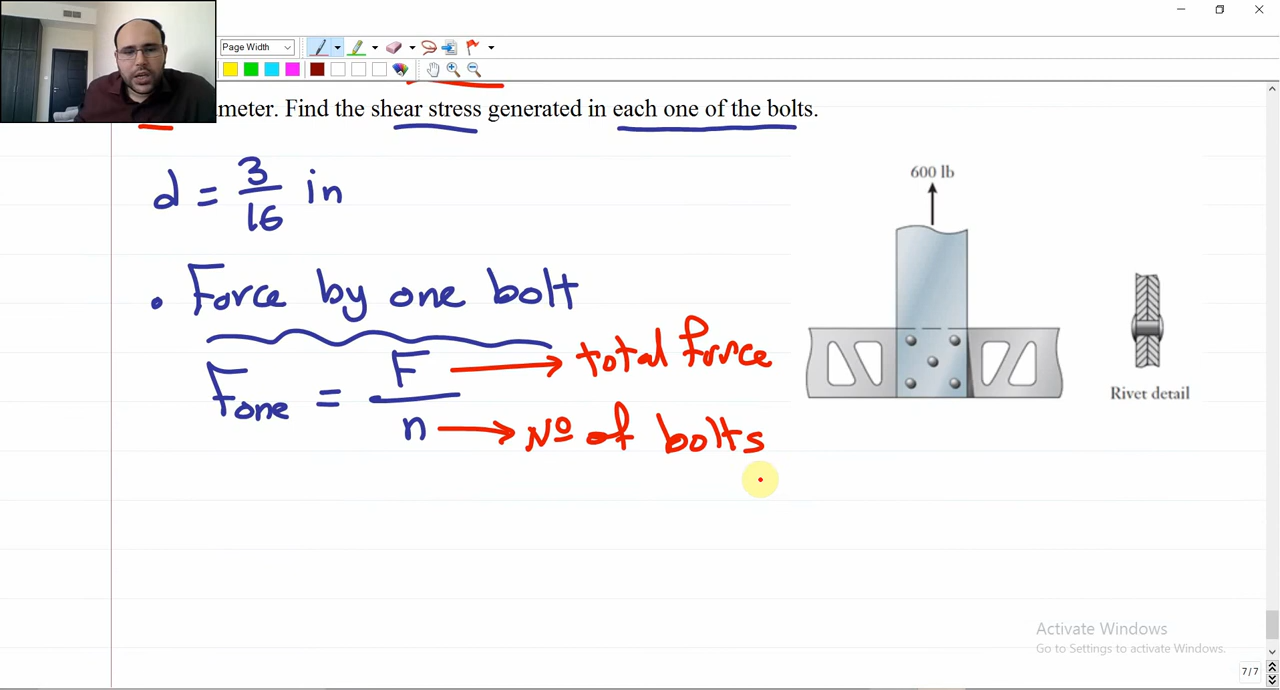 Page Width
meter. Find the shear stress generated in each one of the bolts.
d = 3/16 in
600 lb
• Force by one bolt
Fone = F/n
→ total force
→ Nº of bolts
Rivet detail
Activate Windows
Go to Settings to activate Windows.
7/7